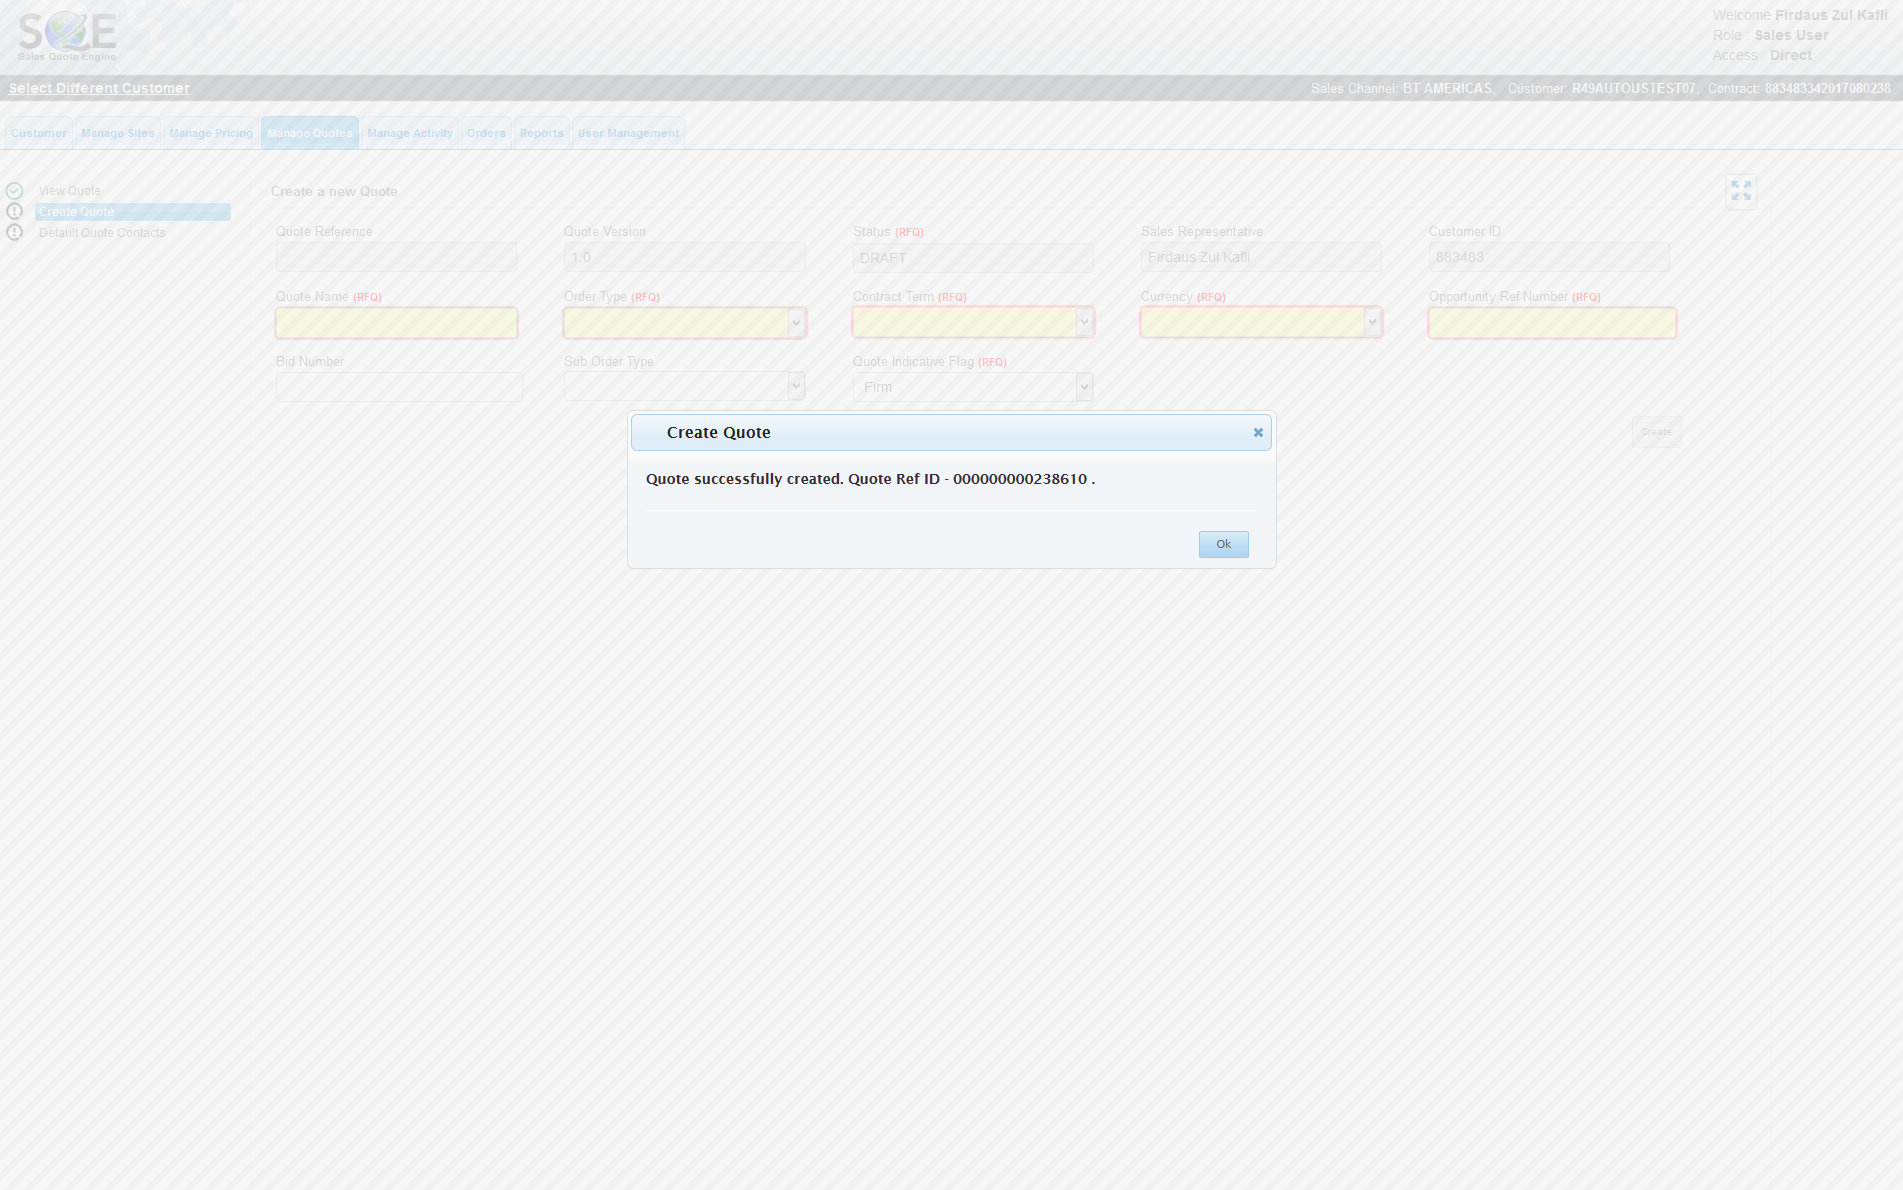 SQE
Sales Quote Engine
Welcome Firdaus Zul Kafli
Role : Sales User
Access : Direct
Select Different Customer
Sales Channel: BT AMERICAS, Customer: R49AUTOUSTEST07, Contract: 883483342017080238
Customer Manage Sites Manage Pricing Manage Quotes Manage Activity Orders Reports User Management
View Quote
Create Quote
Default Quote Contacts
Create a new Quote
Quote Reference Quote Version Status (RFQ) Sales Representative Customer ID
1.0 DRAFT Firdaus Zul Kafli 883483
Quote Name (RFQ) Order Type (RFQ) Contract Term (RFQ) Currency (RFQ) Opportunity Ref Number (RFQ)
Bid Number Sub Order Type Quote Indicative Flag (RFQ)
Firm
Create
Create Quote
Quote successfully created. Quote Ref ID - 000000000238610 .
Ok